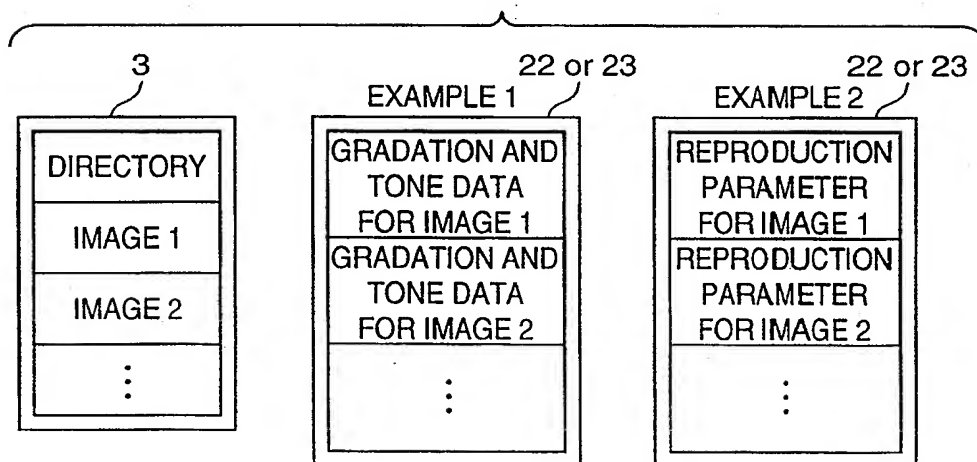 3
DIRECTORY
IMAGE 1
IMAGE 2
22 or 23
EXAMPLE 1
GRADATION AND
TONE DATA
FOR IMAGE 1
GRADATION AND
TONE DATA
FOR IMAGE 2
22 or 23
EXAMPLE 2
REPRODUCTION
PARAMETER
FOR IMAGE 1
REPRODUCTION
PARAMETER
FOR IMAGE 2